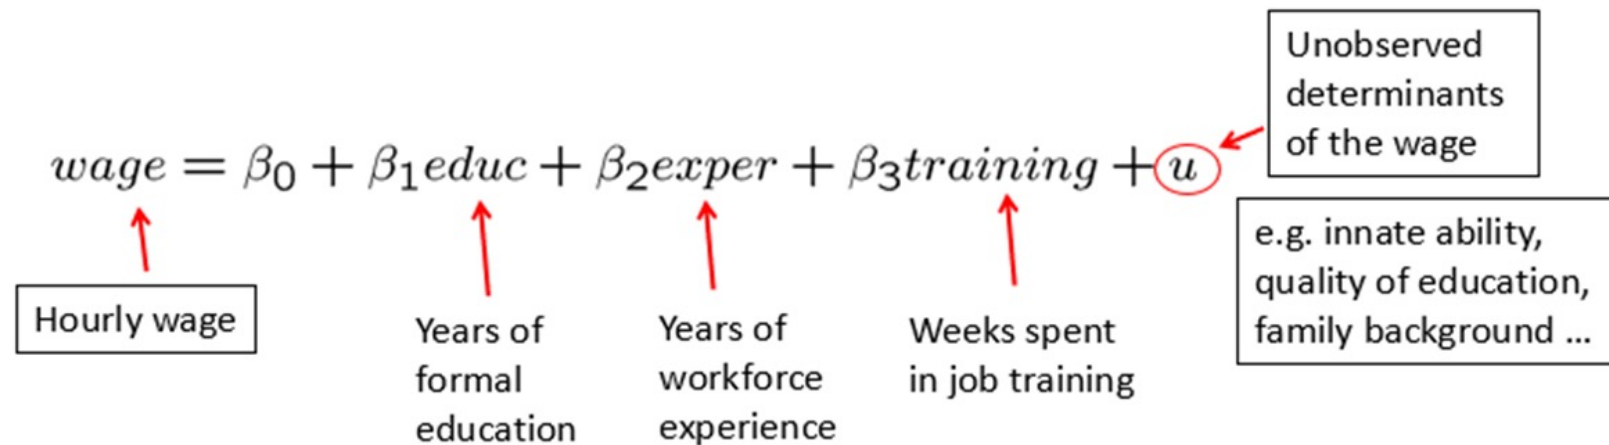 Unobserved
determinants
of the wage
wage = β₀ + β₁educ + β₂exper + β₃training + u
e.g. innate ability,
quality of education,
family background ...
Hourly wage
Years of
formal
education
Years of
workforce
experience
Weeks spent
in job training